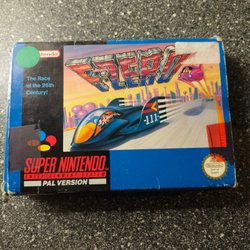 Nintendo
F-ZERO
The Race
of the 26th
Century!
SUPER NINTENDO
ENTERTAINMENT SYSTEM
PAL VERSION